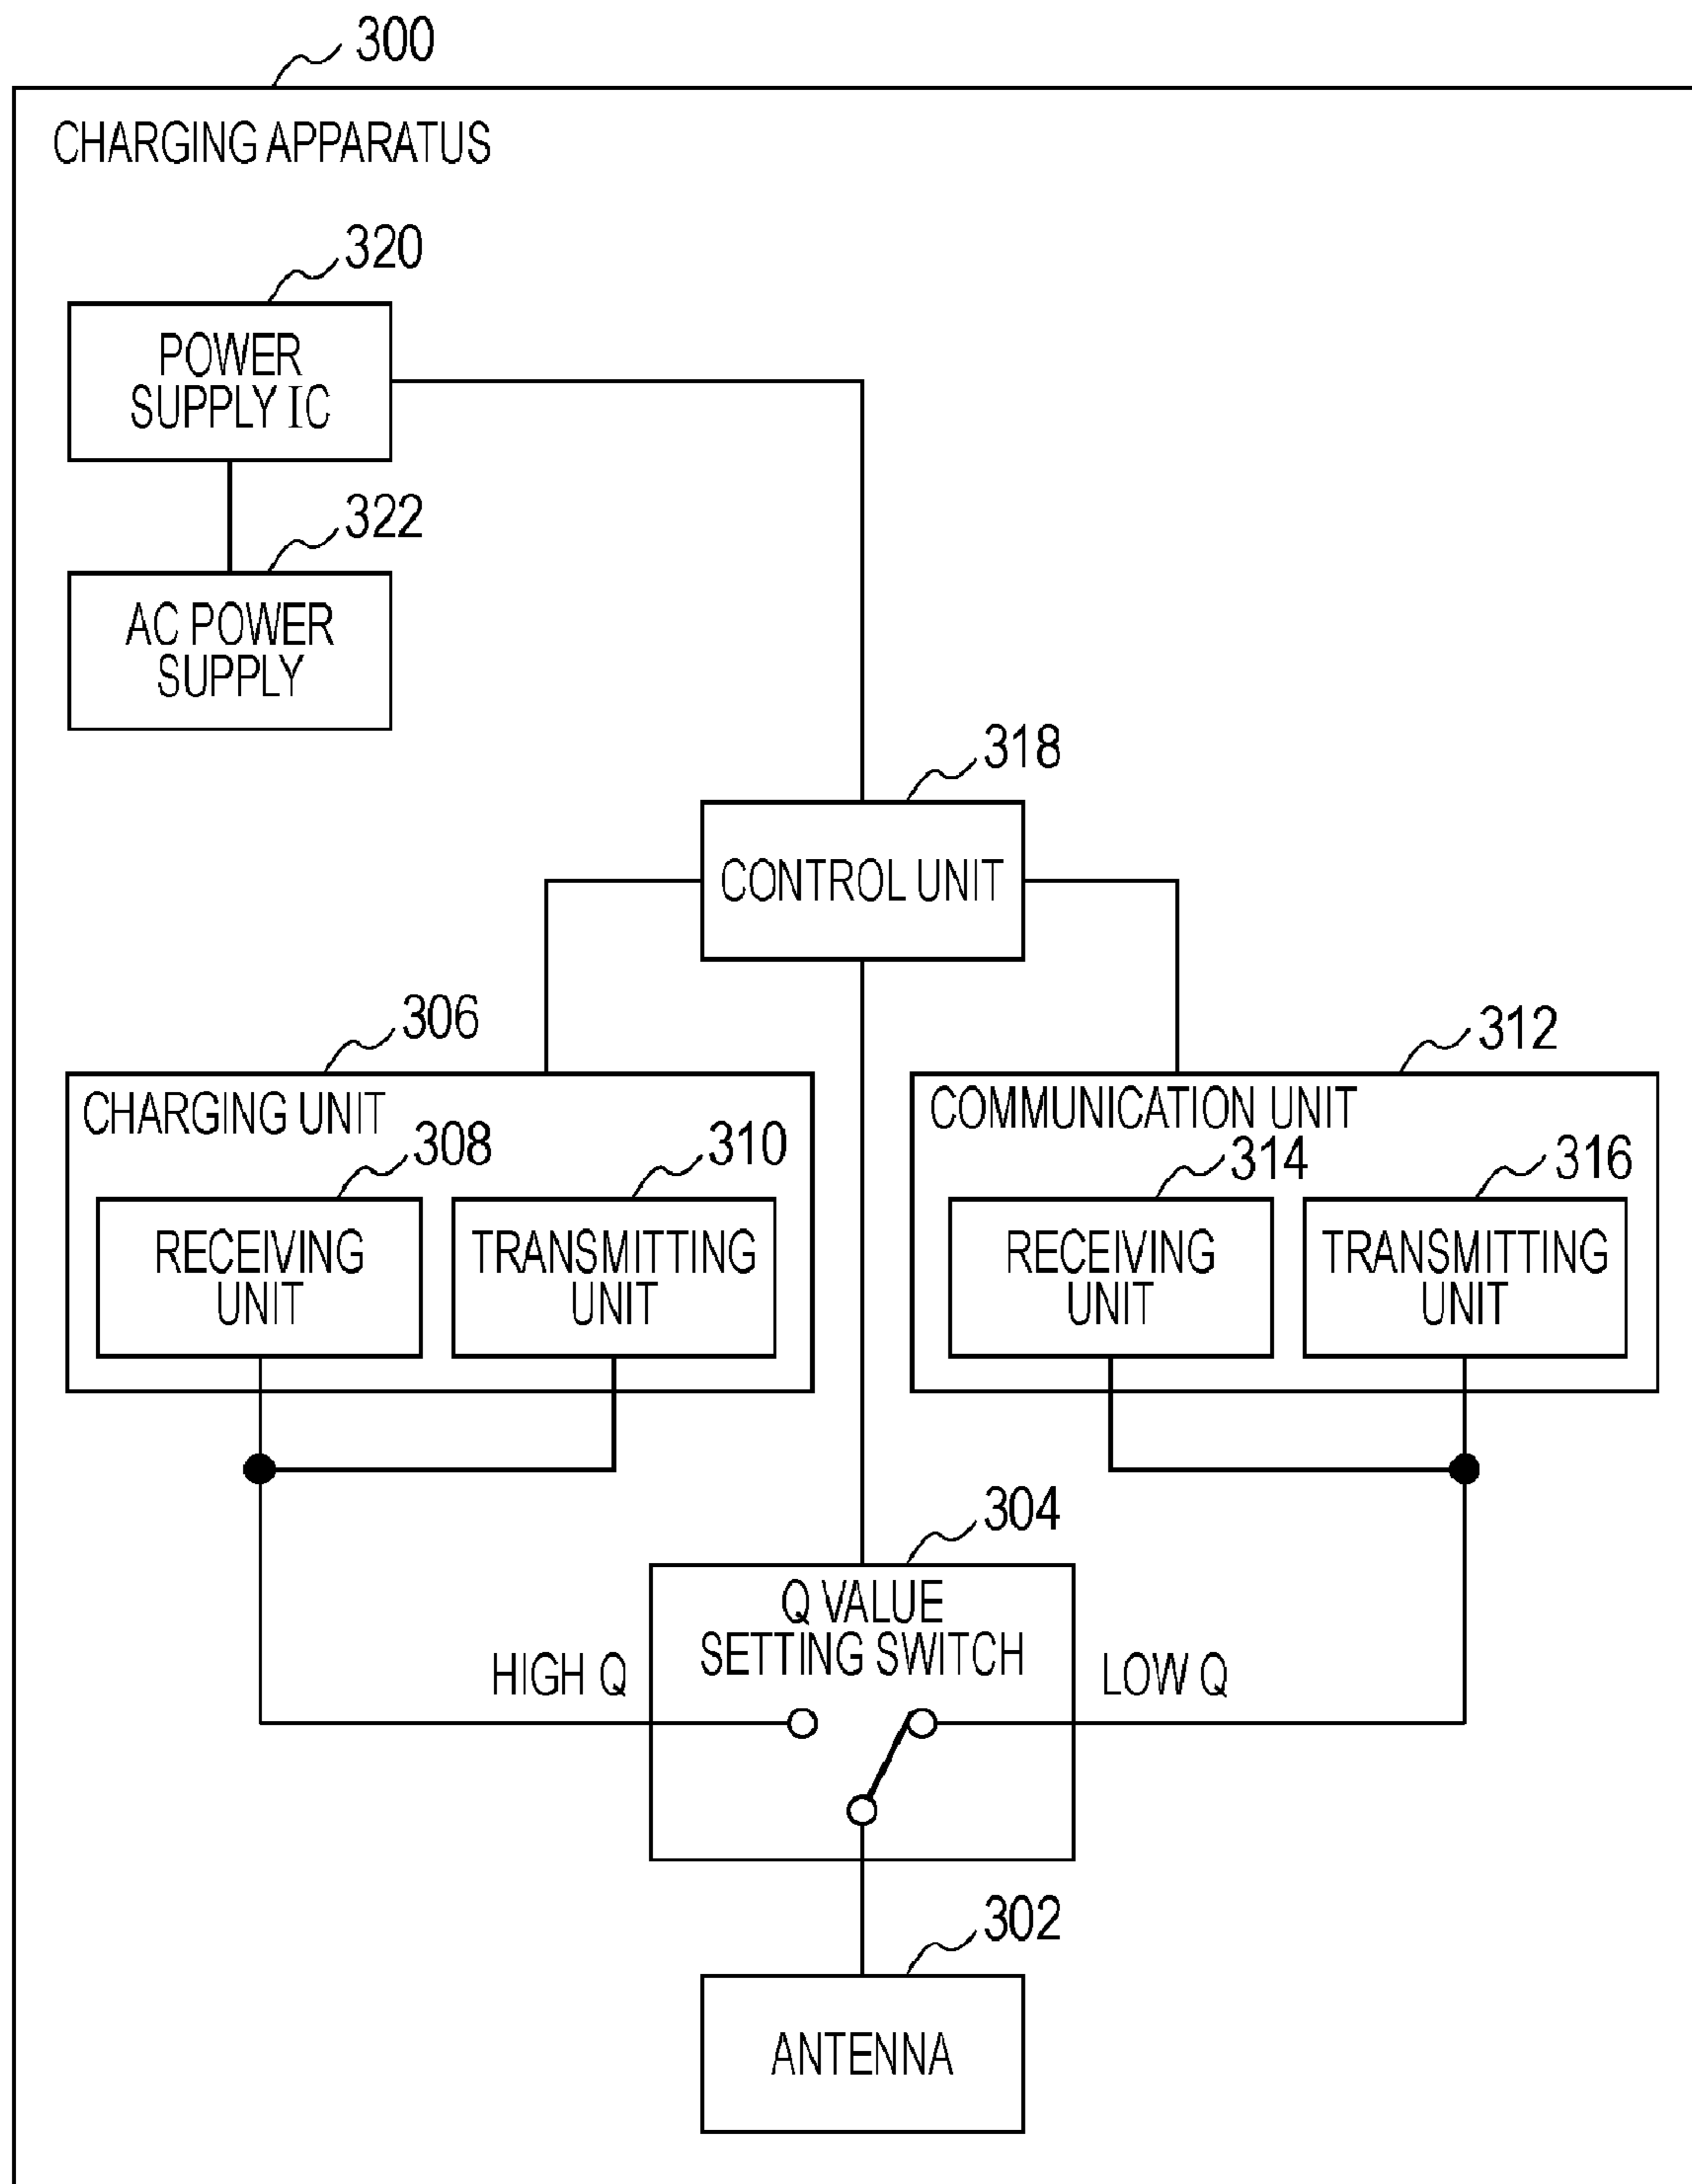 300
CHARGING APPARATUS
320
POWER
SUPPLY IC
322
AC POWER
SUPPLY
318
CONTROL UNIT
306
CHARGING UNIT
308
RECEIVING
UNIT
310
TRANSMITTING
UNIT
312
COMMUNICATION UNIT
314
RECEIVING
UNIT
316
TRANSMITTING
UNIT
304
Q VALUE
SETTING SWITCH
HIGH Q
LOW Q
302
ANTENNA